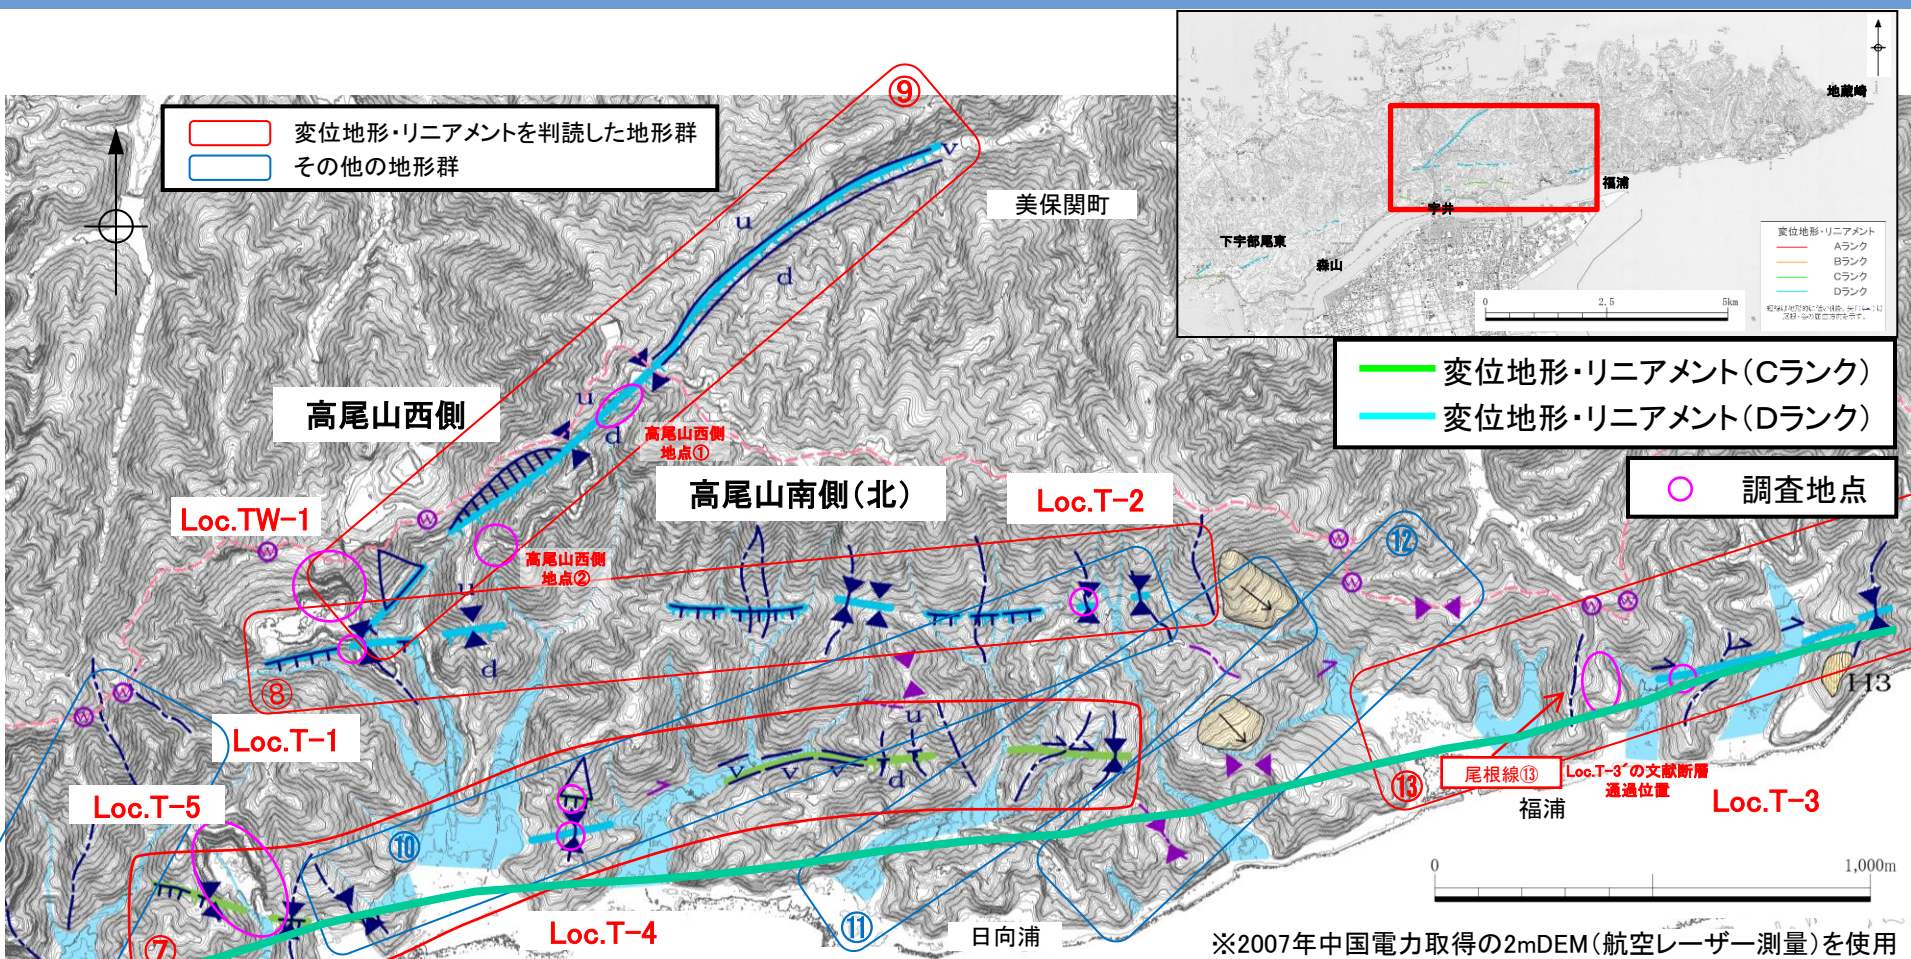 変位地形・リニアメントを判読した地形群
その他の地形群
⑨
v
美保関町
u
d
地蔵崎
福浦
宇井
下宇部尾東
森山
変位地形・リニアメント
Aランク
Bランク
Cランク
Dランク
0 2.5 5km
変位地形・リニアメント(Cランク)
変位地形・リニアメント(Dランク)
調査地点
高尾山西側
u
d
高尾山西側
地点①
高尾山南側(北)
Loc.TW-1
Loc.T-2
高尾山西側
地点②
⑫
u
d
⑧
Loc.T-1
u
d
v v v
113
尾根線⑬
⑬
Loc.T-3´の文献断層
通過位置
Loc.T-3
福浦
Loc.T-5
⑩
⑦
Loc.T-4
⑪
日向浦
0 1,000m
※2007年中国電力取得の2mDEM(航空レーザー測量)を使用